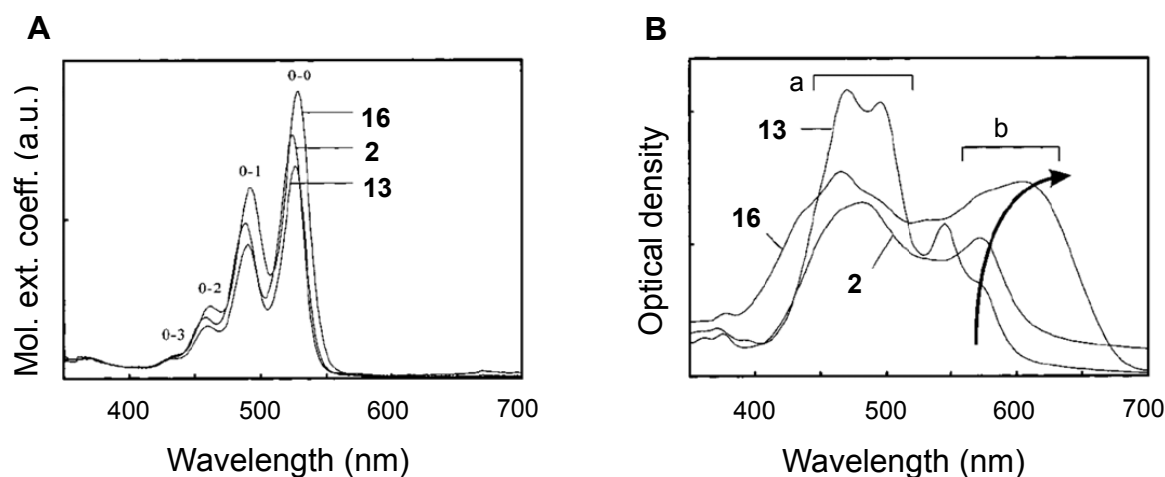 A
Mol. ext. coeff. (a.u.)
0-0
16
0-1
2
13
0-2
0-3
400
500
600
700
Wavelength (nm)
B
Optical density
a
b
13
16
2
400
500
600
700
Wavelength (nm)